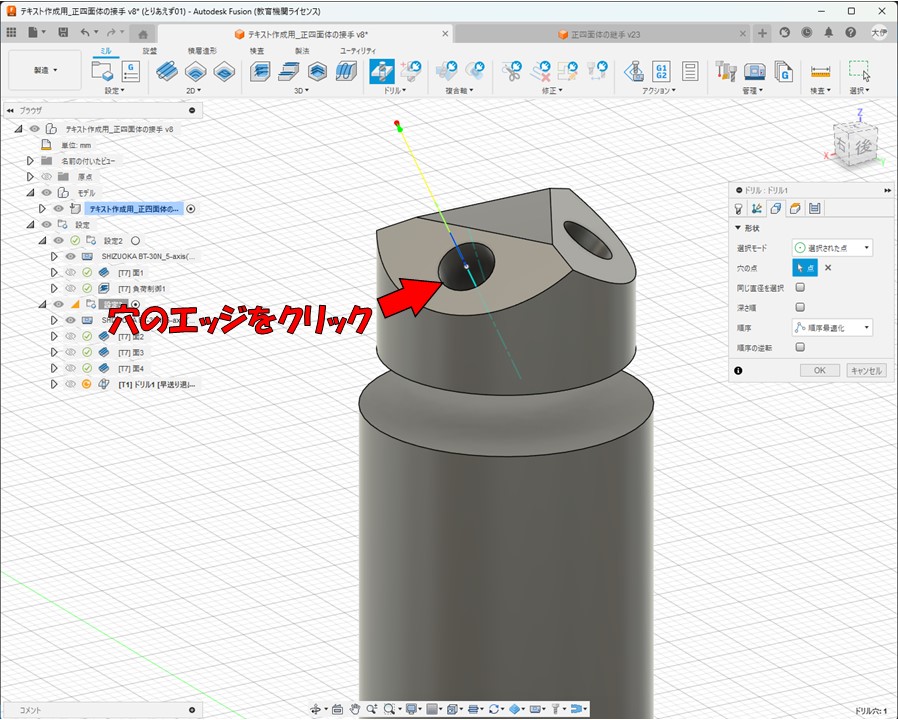 テキスト作成用_正四面体の接手 v8* (とりあえず01) - Autodesk Fusion (教育機関ライセンス)
テキスト作成用_正四面体の接手 v8*
正四面体の継手 v23
大伊
製造
ミル 旋盤 積層造形 検査 製法 ユーティリティ
設定 2D 3D ドリル 複合軸 修正 アクション 管理 検査 選択
ブラウザ
テキスト作成用_正四面体の接手 v8
単位: mm
名前の付いたビュー
原点
モデル
テキスト作成用_正四面体の...
設定
設定2
SHIZUOKA BT-30N_5-axis(...
[T7] 面1
[T7] 負荷制御1
[T7] 面2
[T7] 面3
[T7] 面4
[T1] ドリル1 [早送り退...
穴のエッジをクリック
Z
右
後
X
Y
ドリル : ドリル1
形状
選択モード 選択された点
穴の点 点
同じ直径を選択
深さ順
順序 順序最適化
順序の逆転
OK キャンセル
コメント
ドリル穴: 1